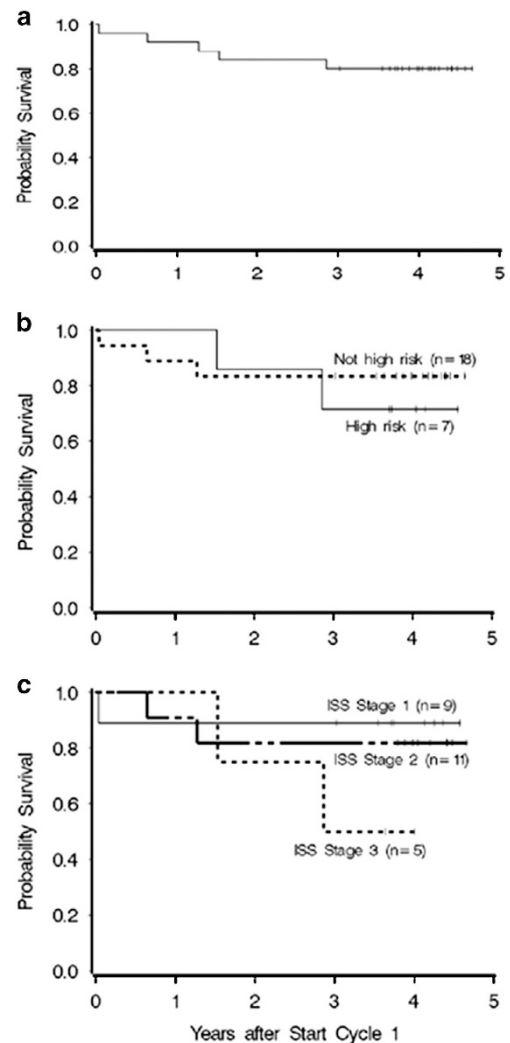 a
Probability Survival
1.0
0.8
0.6
0.4
0.2
0.0
0 1 2 3 4 5
b
Probability Survival
1.0
0.8
0.6
0.4
0.2
0.0
Not high risk (n=18)
High risk (n=7)
0 1 2 3 4 5
c
Probability Survival
1.0
0.8
0.6
0.4
0.2
0.0
ISS Stage 1 (n=9)
ISS Stage 2 (n=11)
ISS Stage 3 (n=5)
0 1 2 3 4 5
Years after Start Cycle 1